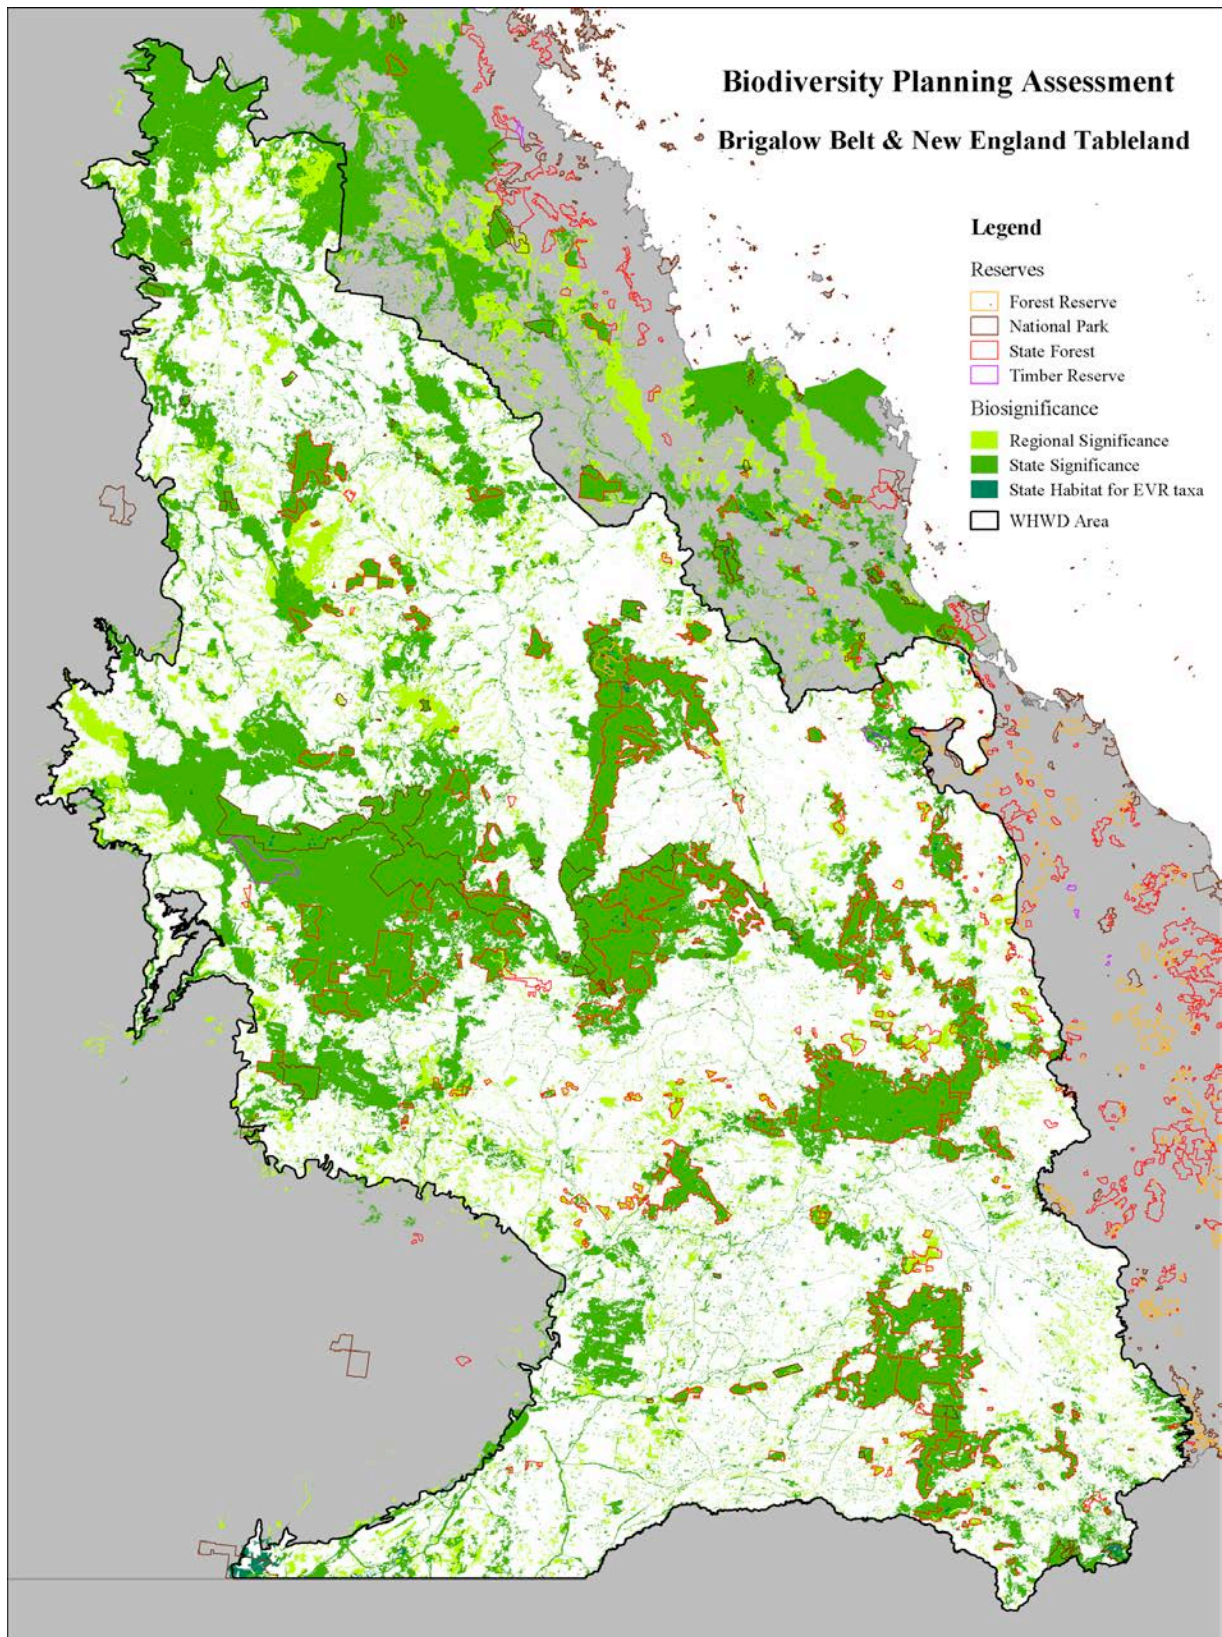 Biodiversity Planning Assessment
Brigalow Belt & New England Tableland
Legend
Reserves
Forest Reserve
National Park
State Forest
Timber Reserve
Biosignificance
Regional Significance
State Significance
State Habitat for EVR taxa
WHWD Area